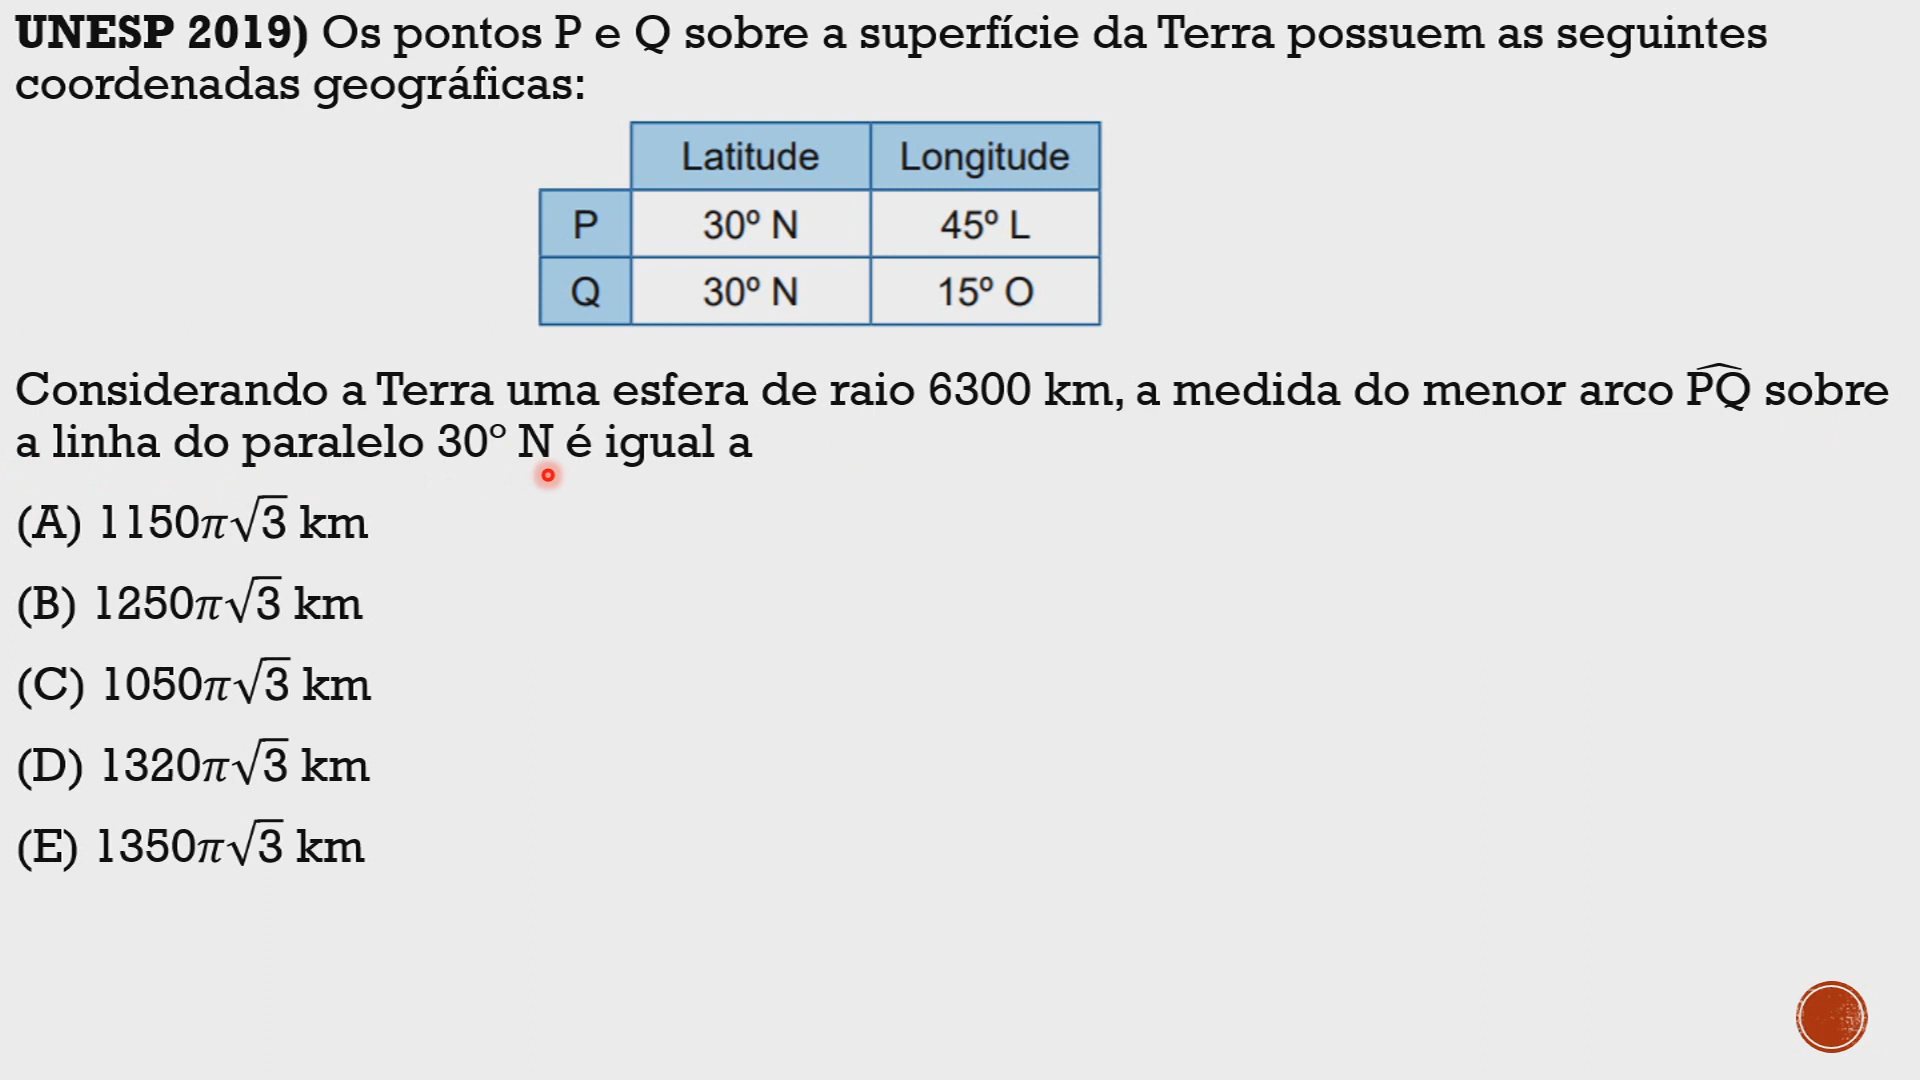 UNESP 2019) Os pontos P e Q sobre a superfície da Terra possuem as seguintes
coordenadas geográficas:
Latitude Longitude
P 30º N 45º L
Q 30º N 15º O
Considerando a Terra uma esfera de raio 6300 km, a medida do menor arco P͡Q sobre
a linha do paralelo 30º N é igual a
(A) 1150𝜋√3 km
(B) 1250𝜋√3 km
(C) 1050𝜋√3 km
(D) 1320𝜋√3 km
(E) 1350𝜋√3 km